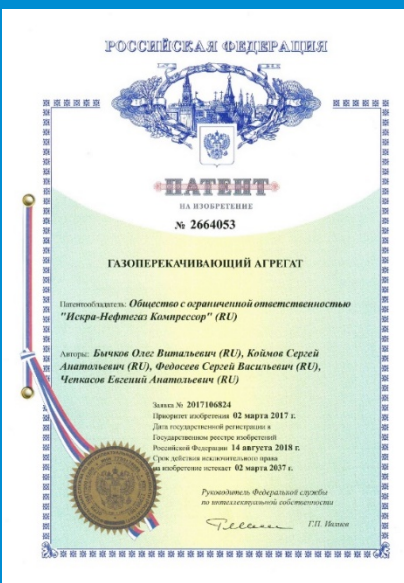 РОССИЙСКАЯ ФЕДЕРАЦИЯ
ПАТЕНТ
НА ИЗОБРЕТЕНИЕ
№ 2664053
ГАЗОПЕРЕКАЧИВАЮЩИЙ АГРЕГАТ
Патентообладатель: Общество с ограниченной ответственностью
"Искра-Нефтегаз Компрессор" (RU)
Авторы: Бычков Олег Витальевич (RU), Коймов Сергей
Анатольевич (RU), Федосеев Сергей Васильевич (RU),
Чепкасов Евгений Анатольевич (RU)
Заявка № 2017106824
Приоритет изобретения 02 марта 2017 г.
Дата государственной регистрации в
Государственном реестре изобретений
Российской Федерации 14 августа 2018 г.
Срок действия исключительного права
на изобретение истекает 02 марта 2037 г.
Руководитель Федеральной службы
по интеллектуальной собственности
Г.П. Ивлиев